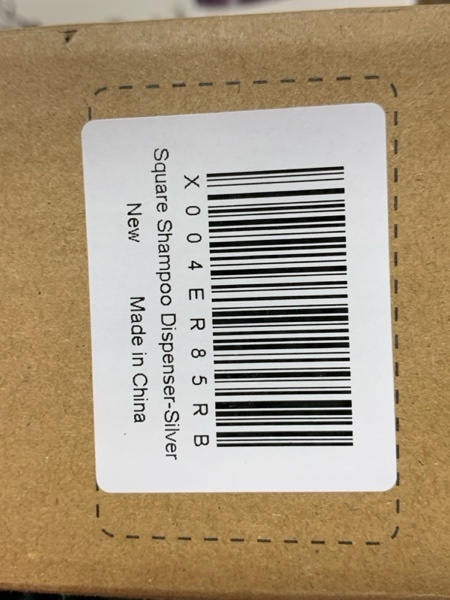 X004ER85RB
Square Shampoo Dispenser-Silver
New Made in China